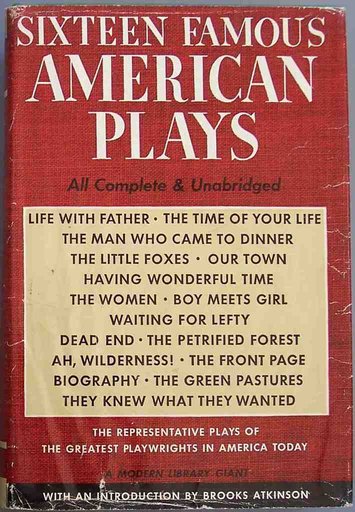 SIXTEEN FAMOUS
AMERICAN
PLAYS
All Complete & Unabridged
LIFE WITH FATHER · THE TIME OF YOUR LIFE
THE MAN WHO CAME TO DINNER
THE LITTLE FOXES · OUR TOWN
HAVING WONDERFUL TIME
THE WOMEN · BOY MEETS GIRL
WAITING FOR LEFTY
DEAD END · THE PETRIFIED FOREST
AH, WILDERNESS! · THE FRONT PAGE
BIOGRAPHY · THE GREEN PASTURES
THEY KNEW WHAT THEY WANTED
THE REPRESENTATIVE PLAYS OF
THE GREATEST PLAYWRIGHTS IN AMERICA TODAY
A MODERN LIBRARY GIANT
WITH AN INTRODUCTION BY BROOKS ATKINSON